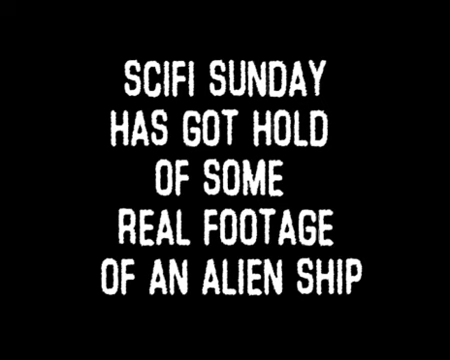 SCIFI SUNDAY
HAS GOT HOLD
OF SOME
REAL FOOTAGE
OF AN ALIEN SHIP